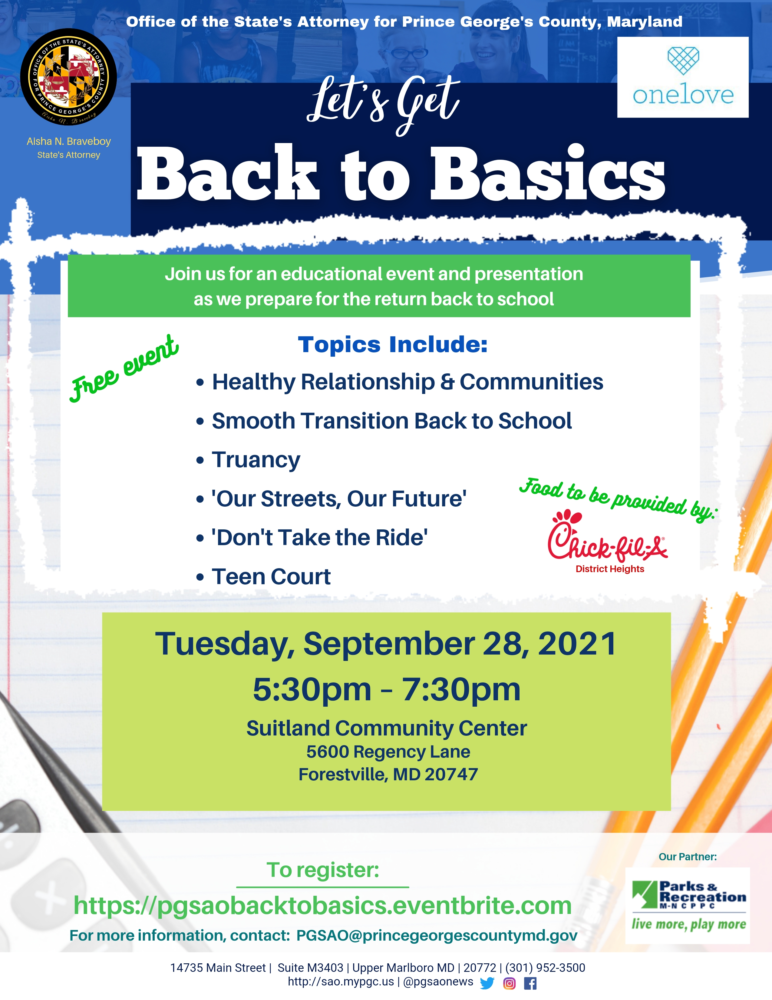 Office of the State's Attorney for Prince George's County, Maryland
OFFICE OF THE STATE'S ATTORNEY
FOR PRINCE GEORGE'S COUNTY
Aisha N. Braveboy
Aisha N. Braveboy
State's Attorney
onelove
Let's Get
Back to Basics
Join us for an educational event and presentation
as we prepare for the return back to school
Free event
Topics Include:
• Healthy Relationship & Communities
• Smooth Transition Back to School
• Truancy
• 'Our Streets, Our Future'
• 'Don't Take the Ride'
• Teen Court
Food to be provided by:
Chick-fil-A®
District Heights
Tuesday, September 28, 2021
5:30pm – 7:30pm
Suitland Community Center
5600 Regency Lane
Forestville, MD 20747
To register:
https://pgsaobacktobasics.eventbrite.com
For more information, contact:  PGSAO@princegeorgescountymd.gov
Our Partner:
Parks &
Recreation
M-NCPPC
live more, play more
14735 Main Street |  Suite M3403 | Upper Marlboro MD | 20772 | (301) 952-3500
http://sao.mypgc.us | @pgsaonews